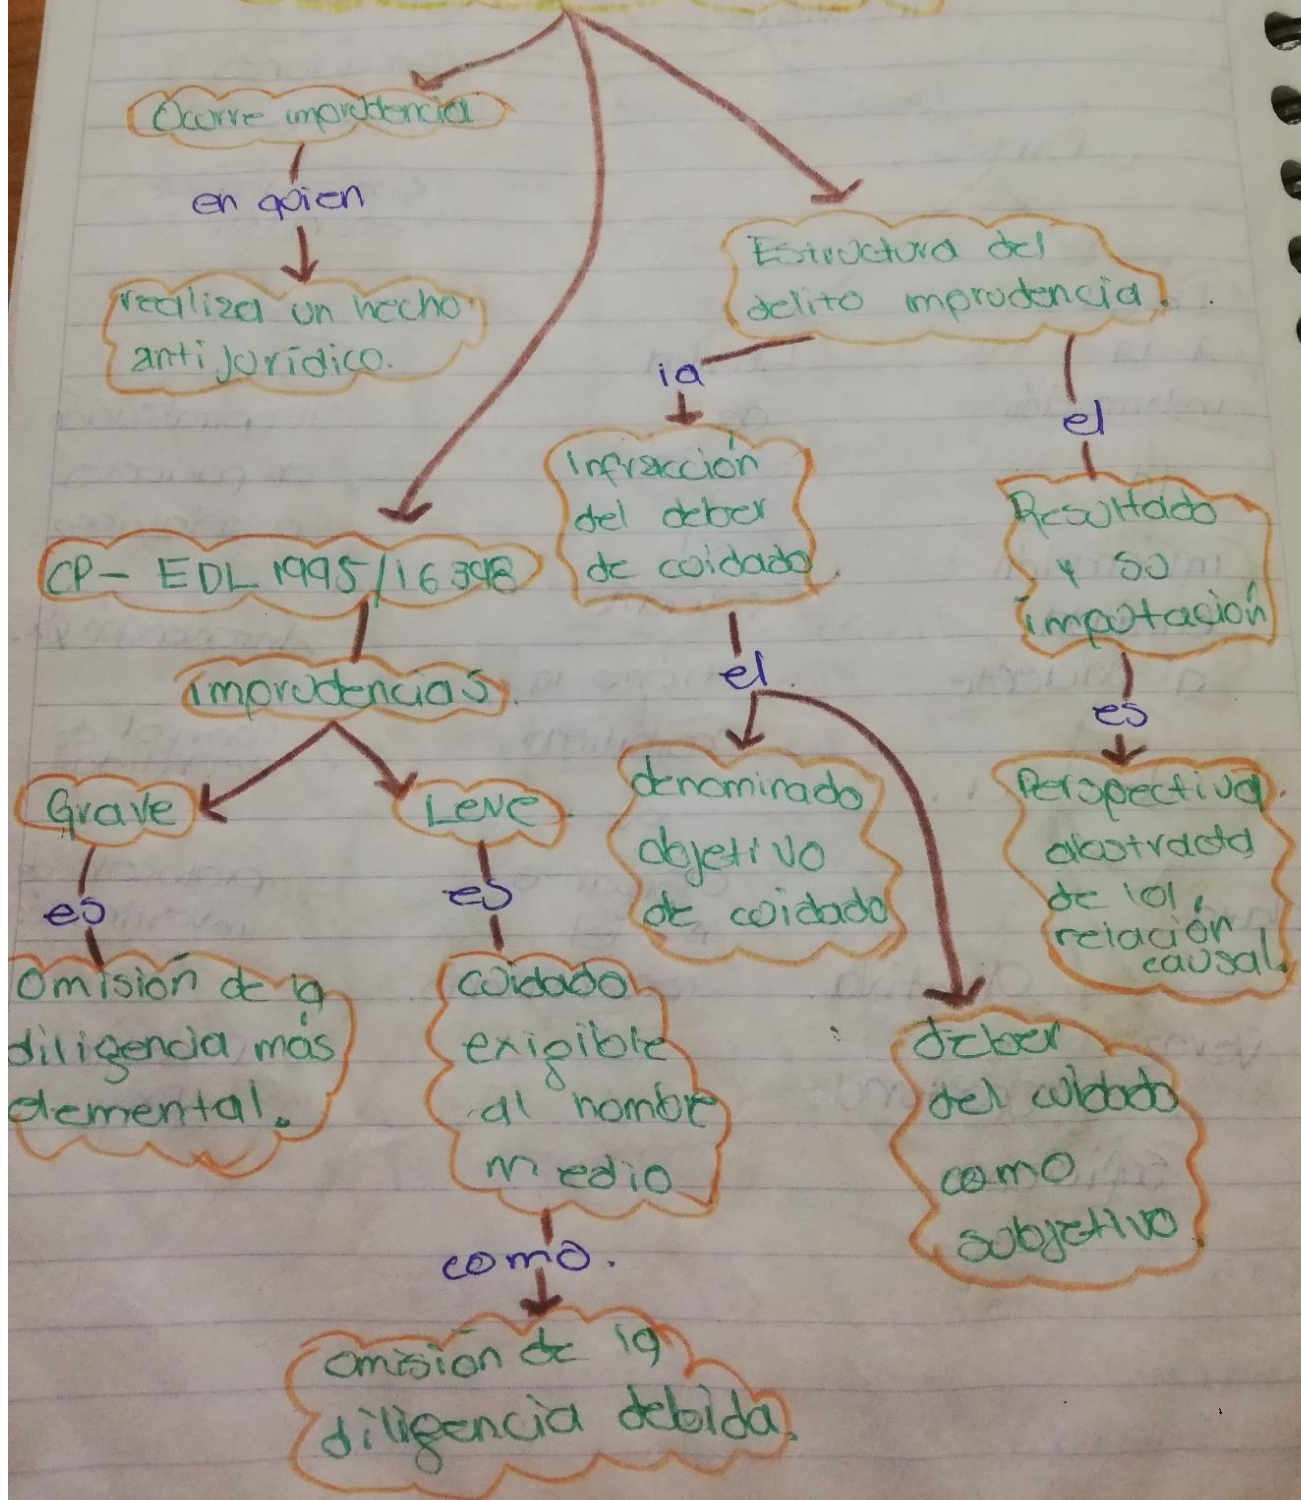 Ocurre imprudencia
en quien
realiza un hecho
antijurídico.
CP- EDL 1995/16398
imprudencias.
Grave
es
omisión de la
diligencia más
elemental.
Leve
es
cuidado
exigible
al hombre
medio
como.
omisión de la
diligencia debida.
Estructura del
delito imprudencia.
la
Infracción
del deber
de cuidado.
el.
denominado
objetivo
de cuidado
deber
del cuidado
como
subjetivo.
el
Resultado
y su
imputación
es
Perspectiva.
abstracta
de la,
relación
causal.